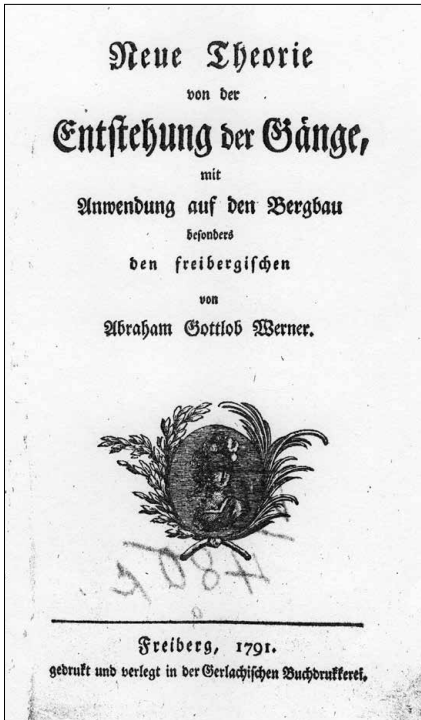 Neue Theorie
von der
Entstehung der Gänge,
mit
Anwendung auf den Bergbau
besonders
den freibergischen
von
Abraham Gottlob Werner.
Freiberg, 1791.
gedrukt und verlegt in der Gerlachischen Buchdrukkerei.